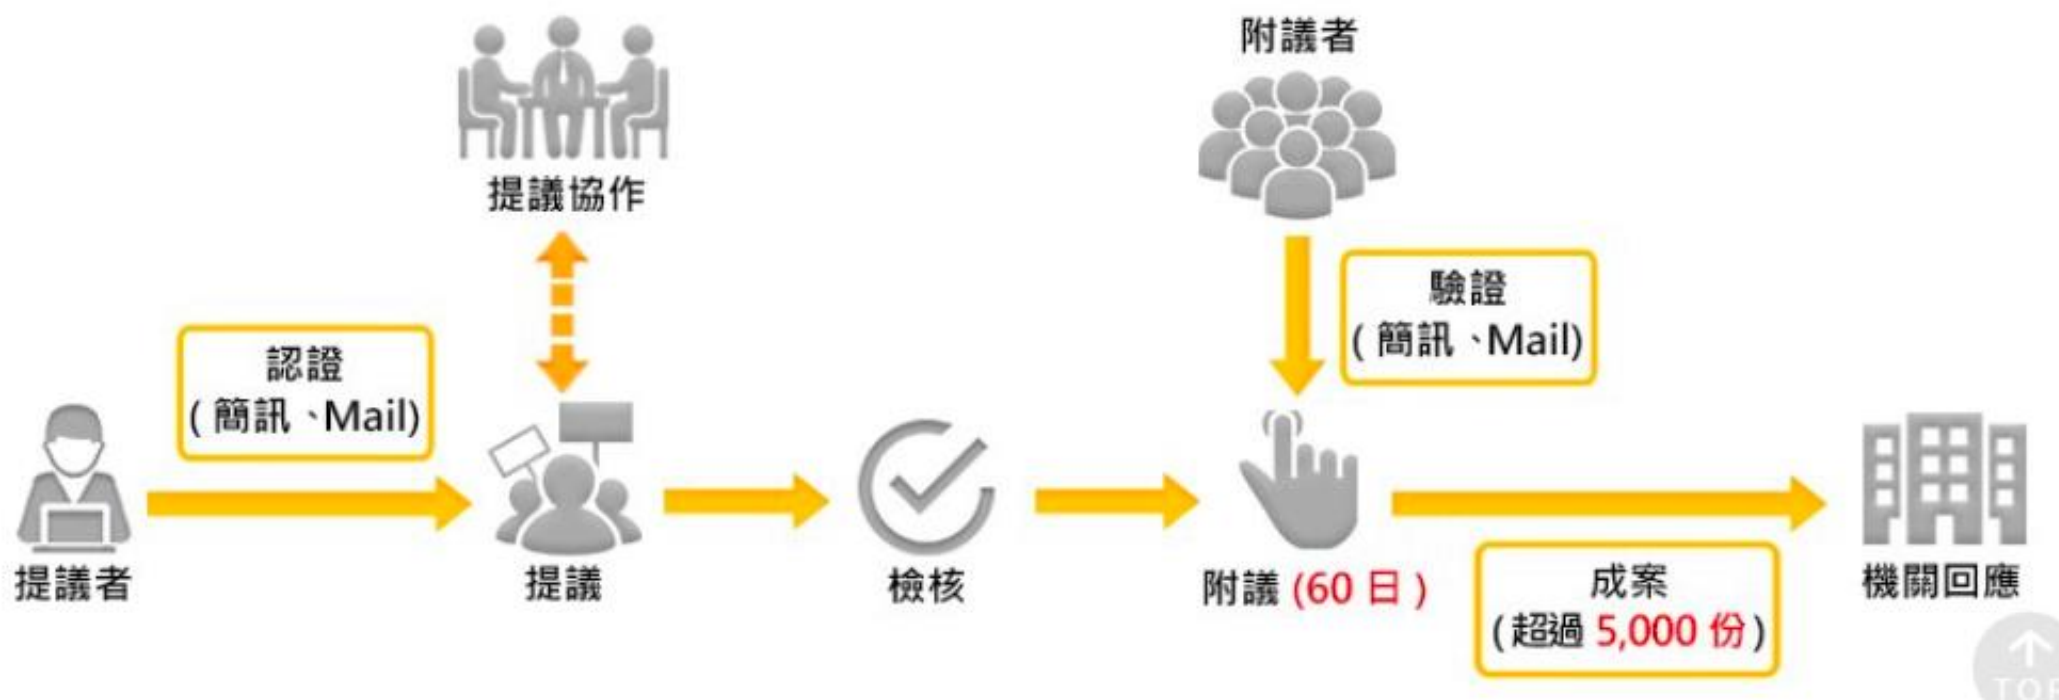 附議者
提議協作
驗證
( 簡訊、Mail)
認證
( 簡訊、Mail)
提議者
提議
檢核
附議 (60 日 )
成案
( 超過 5,000 份 )
機關回應
TOP